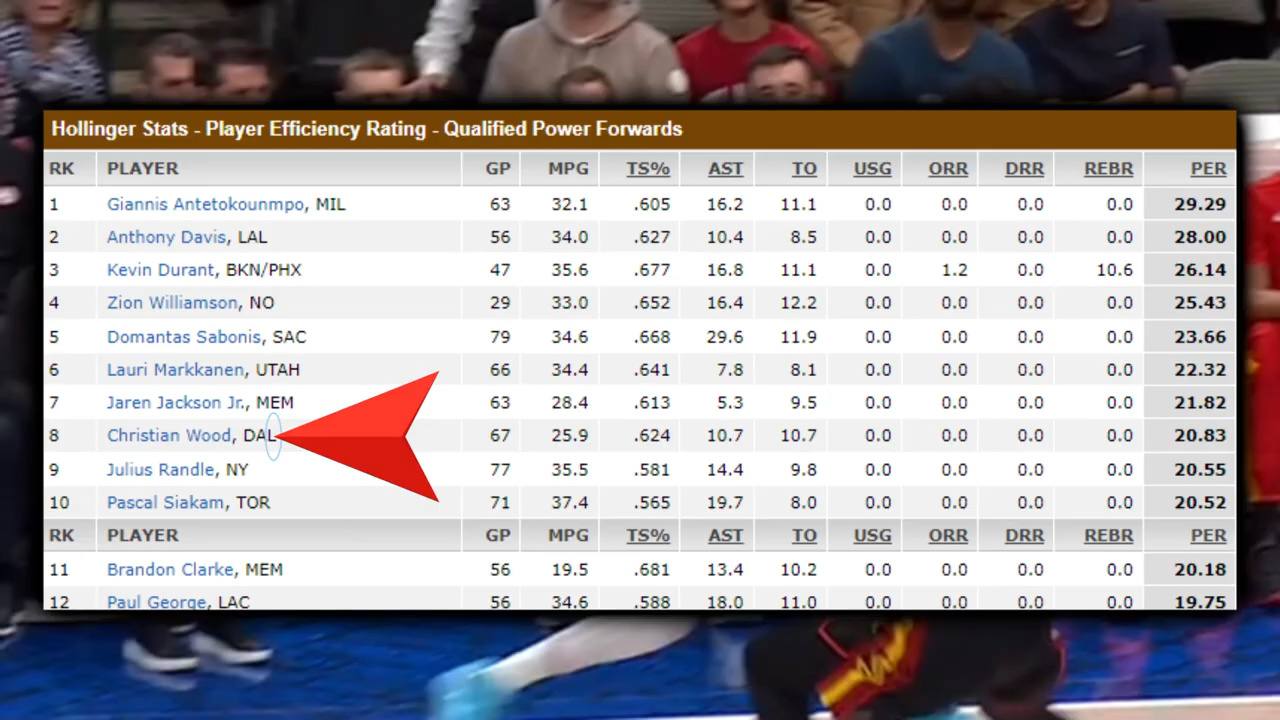 Hollinger Stats - Player Efficiency Rating - Qualified Power Forwards
RK PLAYER GP MPG TS% AST TO USG ORR DRR REBR PER
1 Giannis Antetokounmpo, MIL 63 32.1 .605 16.2 11.1 0.0 0.0 0.0 0.0 29.29
2 Anthony Davis, LAL 56 34.0 .627 10.4 8.5 0.0 0.0 0.0 0.0 28.00
3 Kevin Durant, BKN/PHX 47 35.6 .677 16.8 11.1 0.0 1.2 0.0 10.6 26.14
4 Zion Williamson, NO 29 33.0 .652 16.4 12.2 0.0 0.0 0.0 0.0 25.43
5 Domantas Sabonis, SAC 79 34.6 .668 29.6 11.9 0.0 0.0 0.0 0.0 23.66
6 Lauri Markkanen, UTAH 66 34.4 .641 7.8 8.1 0.0 0.0 0.0 0.0 22.32
7 Jaren Jackson Jr., MEM 63 28.4 .613 5.3 9.5 0.0 0.0 0.0 0.0 21.82
8 Christian Wood, DAL 67 25.9 .624 10.7 10.7 0.0 0.0 0.0 0.0 20.83
9 Julius Randle, NY 77 35.5 .581 14.4 9.8 0.0 0.0 0.0 0.0 20.55
10 Pascal Siakam, TOR 71 37.4 .565 19.7 8.0 0.0 0.0 0.0 0.0 20.52
RK PLAYER GP MPG TS% AST TO USG ORR DRR REBR PER
11 Brandon Clarke, MEM 56 19.5 .681 13.4 10.2 0.0 0.0 0.0 0.0 20.18
12 Paul George, LAC 56 34.6 .588 18.0 11.0 0.0 0.0 0.0 0.0 19.75